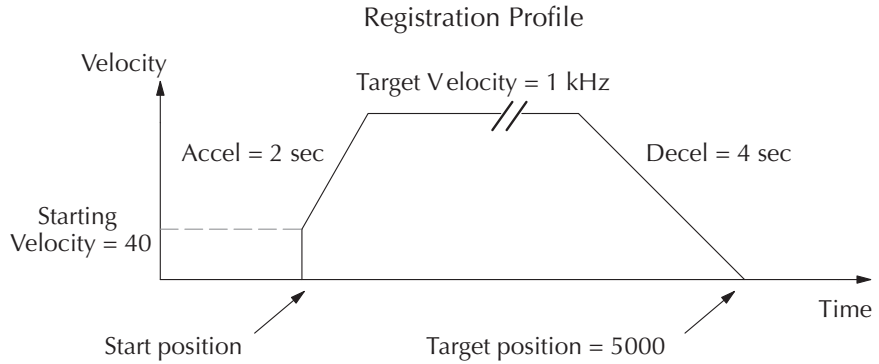 Registration Profile
Velocity
Target Velocity = 1 kHz
Accel = 2 sec
Decel = 4 sec
Starting
Velocity = 40
Time
Start position
Target position = 5000